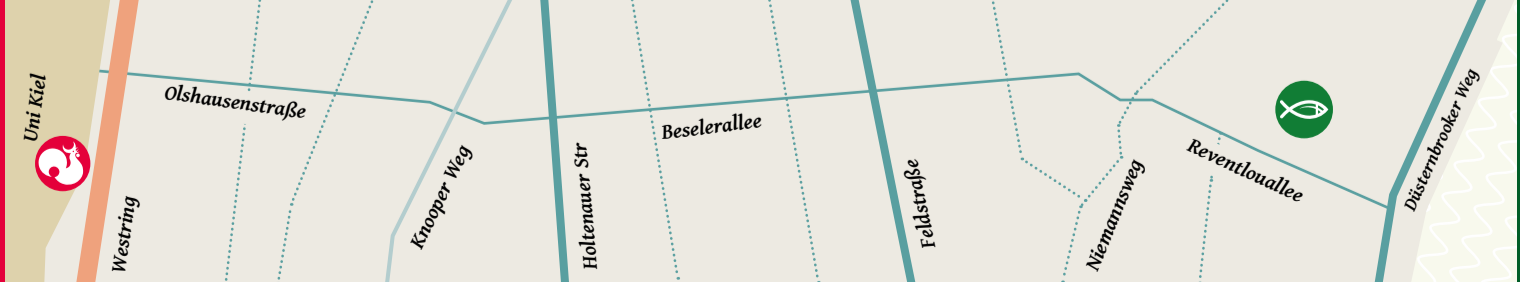 Uni Kiel
Westring
Olshausenstraße
Knooper Weg
Holtenauer Str
Beselerallee
Feldstraße
Niemannsweg
Reventlouallee
Düsternbrooker Weg